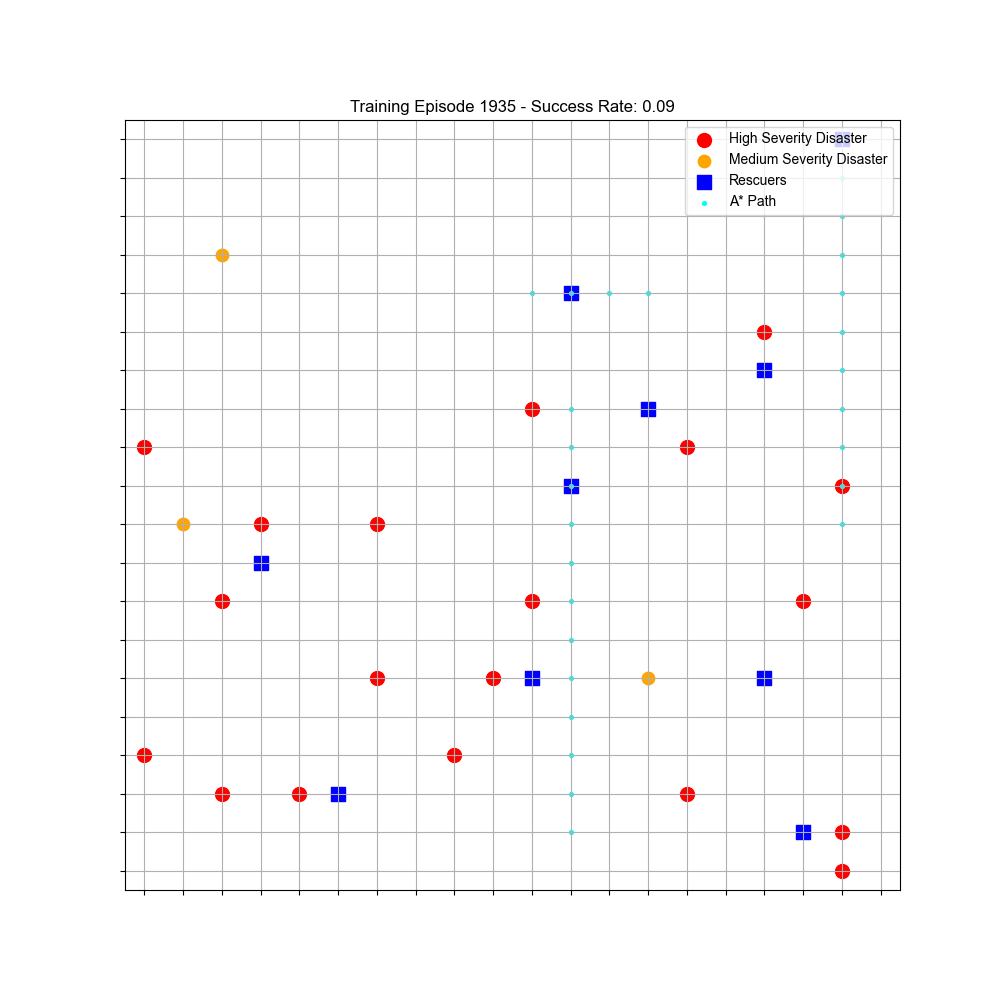 Training Episode 1935 - Success Rate: 0.09
High Severity Disaster
Medium Severity Disaster
Rescuers
A* Path